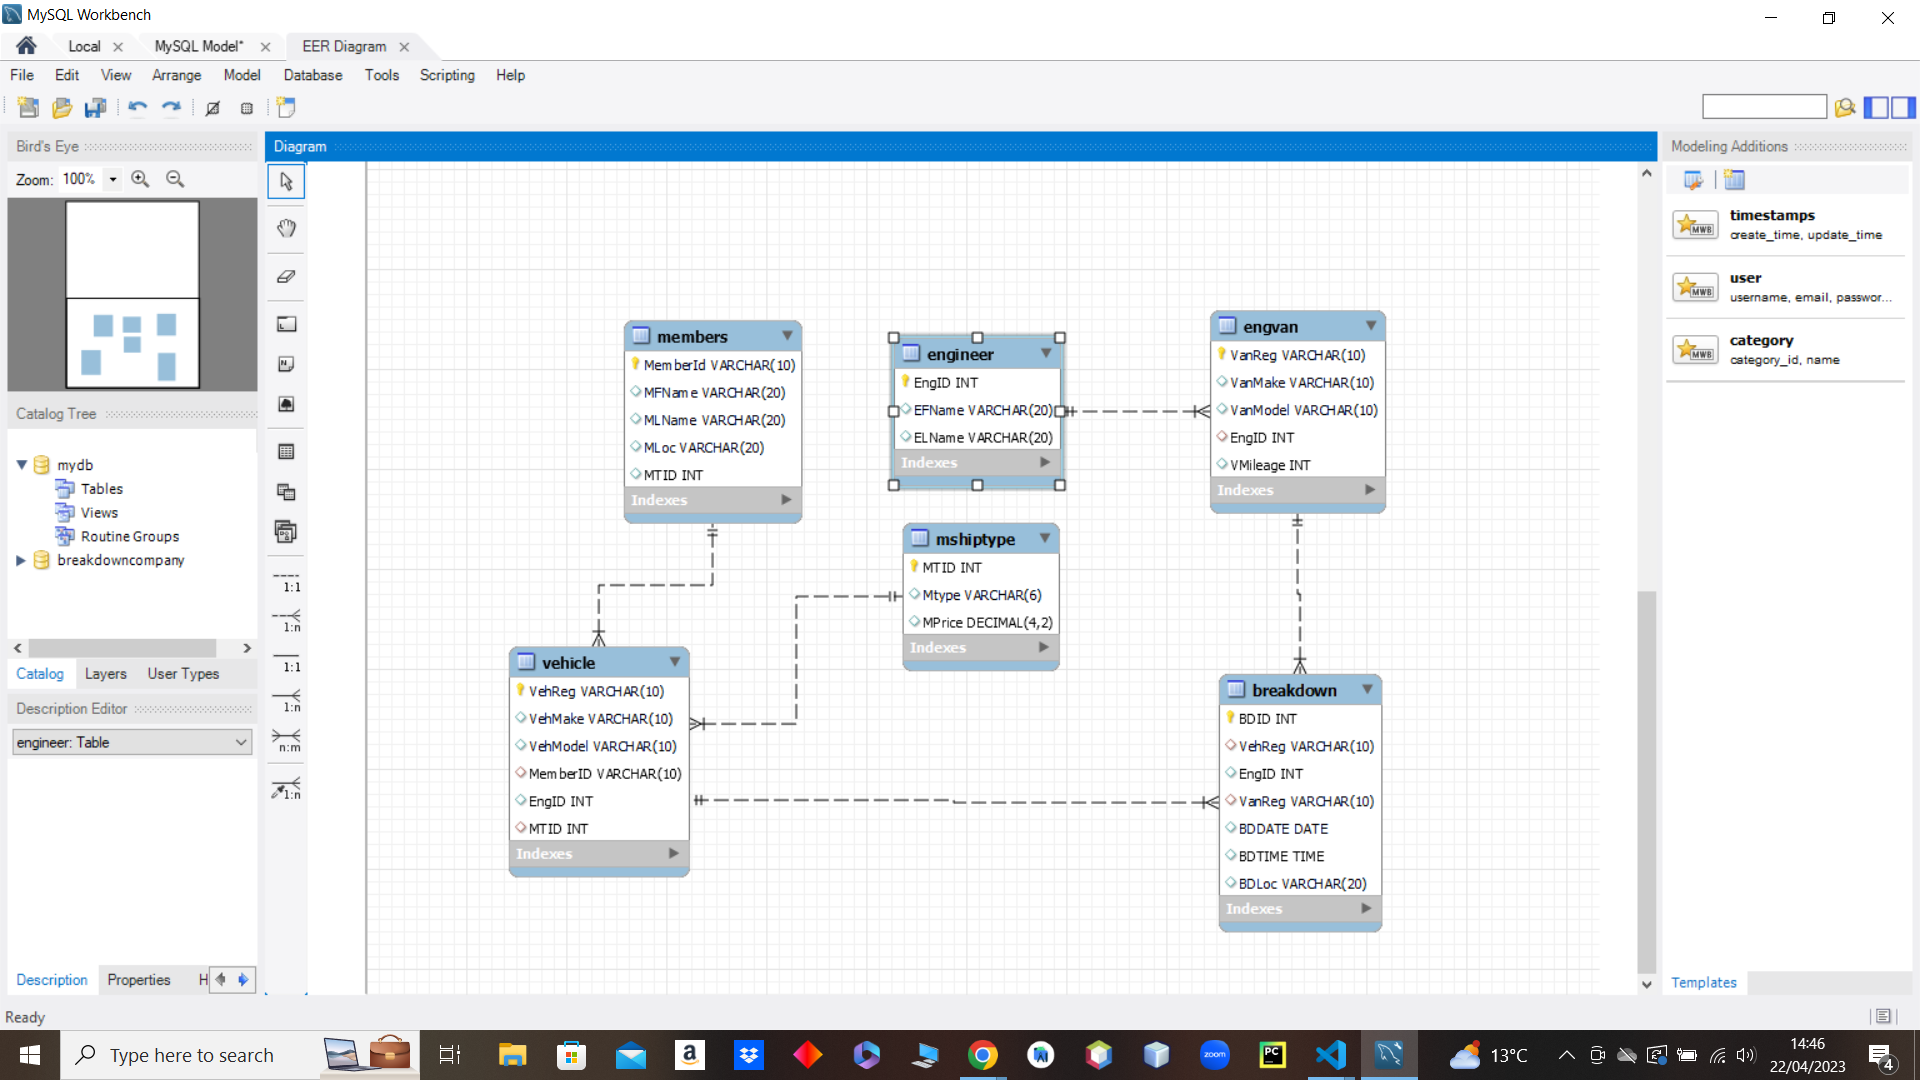 MySQL Workbench
Local
MySQL Model*
EER Diagram
File Edit View Arrange Model Database Tools Scripting Help
Bird's Eye
Zoom: 100%
Catalog Tree
mydb
Tables
Views
Routine Groups
breakdowncompany
Catalog Layers User Types
Description Editor
engineer: Table
Description Properties H
Ready
Diagram
1:1
1:n
1:1
1:n
n:m
1:n
members
MemberId VARCHAR(10)
MFName VARCHAR(20)
MLName VARCHAR(20)
MLoc VARCHAR(20)
MTID INT
Indexes
engineer
EngID INT
EFName VARCHAR(20)
ELName VARCHAR(20)
Indexes
engvan
VanReg VARCHAR(10)
VanMake VARCHAR(10)
VanModel VARCHAR(10)
EngID INT
VMileage INT
Indexes
mshiptype
MTID INT
Mtype VARCHAR(6)
MPrice DECIMAL(4,2)
Indexes
vehicle
VehReg VARCHAR(10)
VehMake VARCHAR(10)
VehModel VARCHAR(10)
MemberID VARCHAR(10)
EngID INT
MTID INT
Indexes
breakdown
BDID INT
VehReg VARCHAR(10)
EngID INT
VanReg VARCHAR(10)
BDDATE DATE
BDTIME TIME
BDLoc VARCHAR(20)
Indexes
Modeling Additions
MWB
timestamps
create_time, update_time
MWB
user
username, email, passwor...
MWB
category
category_id, name
Templates
Type here to search
a
zoom
PC
13°C
14:46
22/04/2023
4